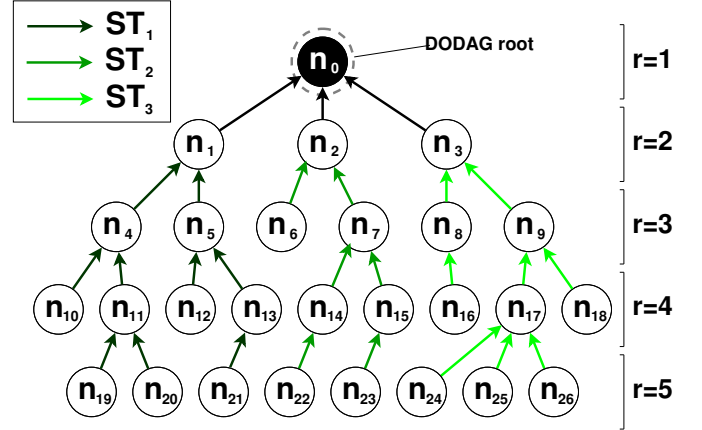 ST1
ST2
ST3
DODAG root
n0 r=1
n1 n2 n3 r=2
n4 n5 n6 n7 n8 n9 r=3
n10 n11 n12 n13 n14 n15 n16 n17 n18 r=4
n19 n20 n21 n22 n23 n24 n25 n26 r=5